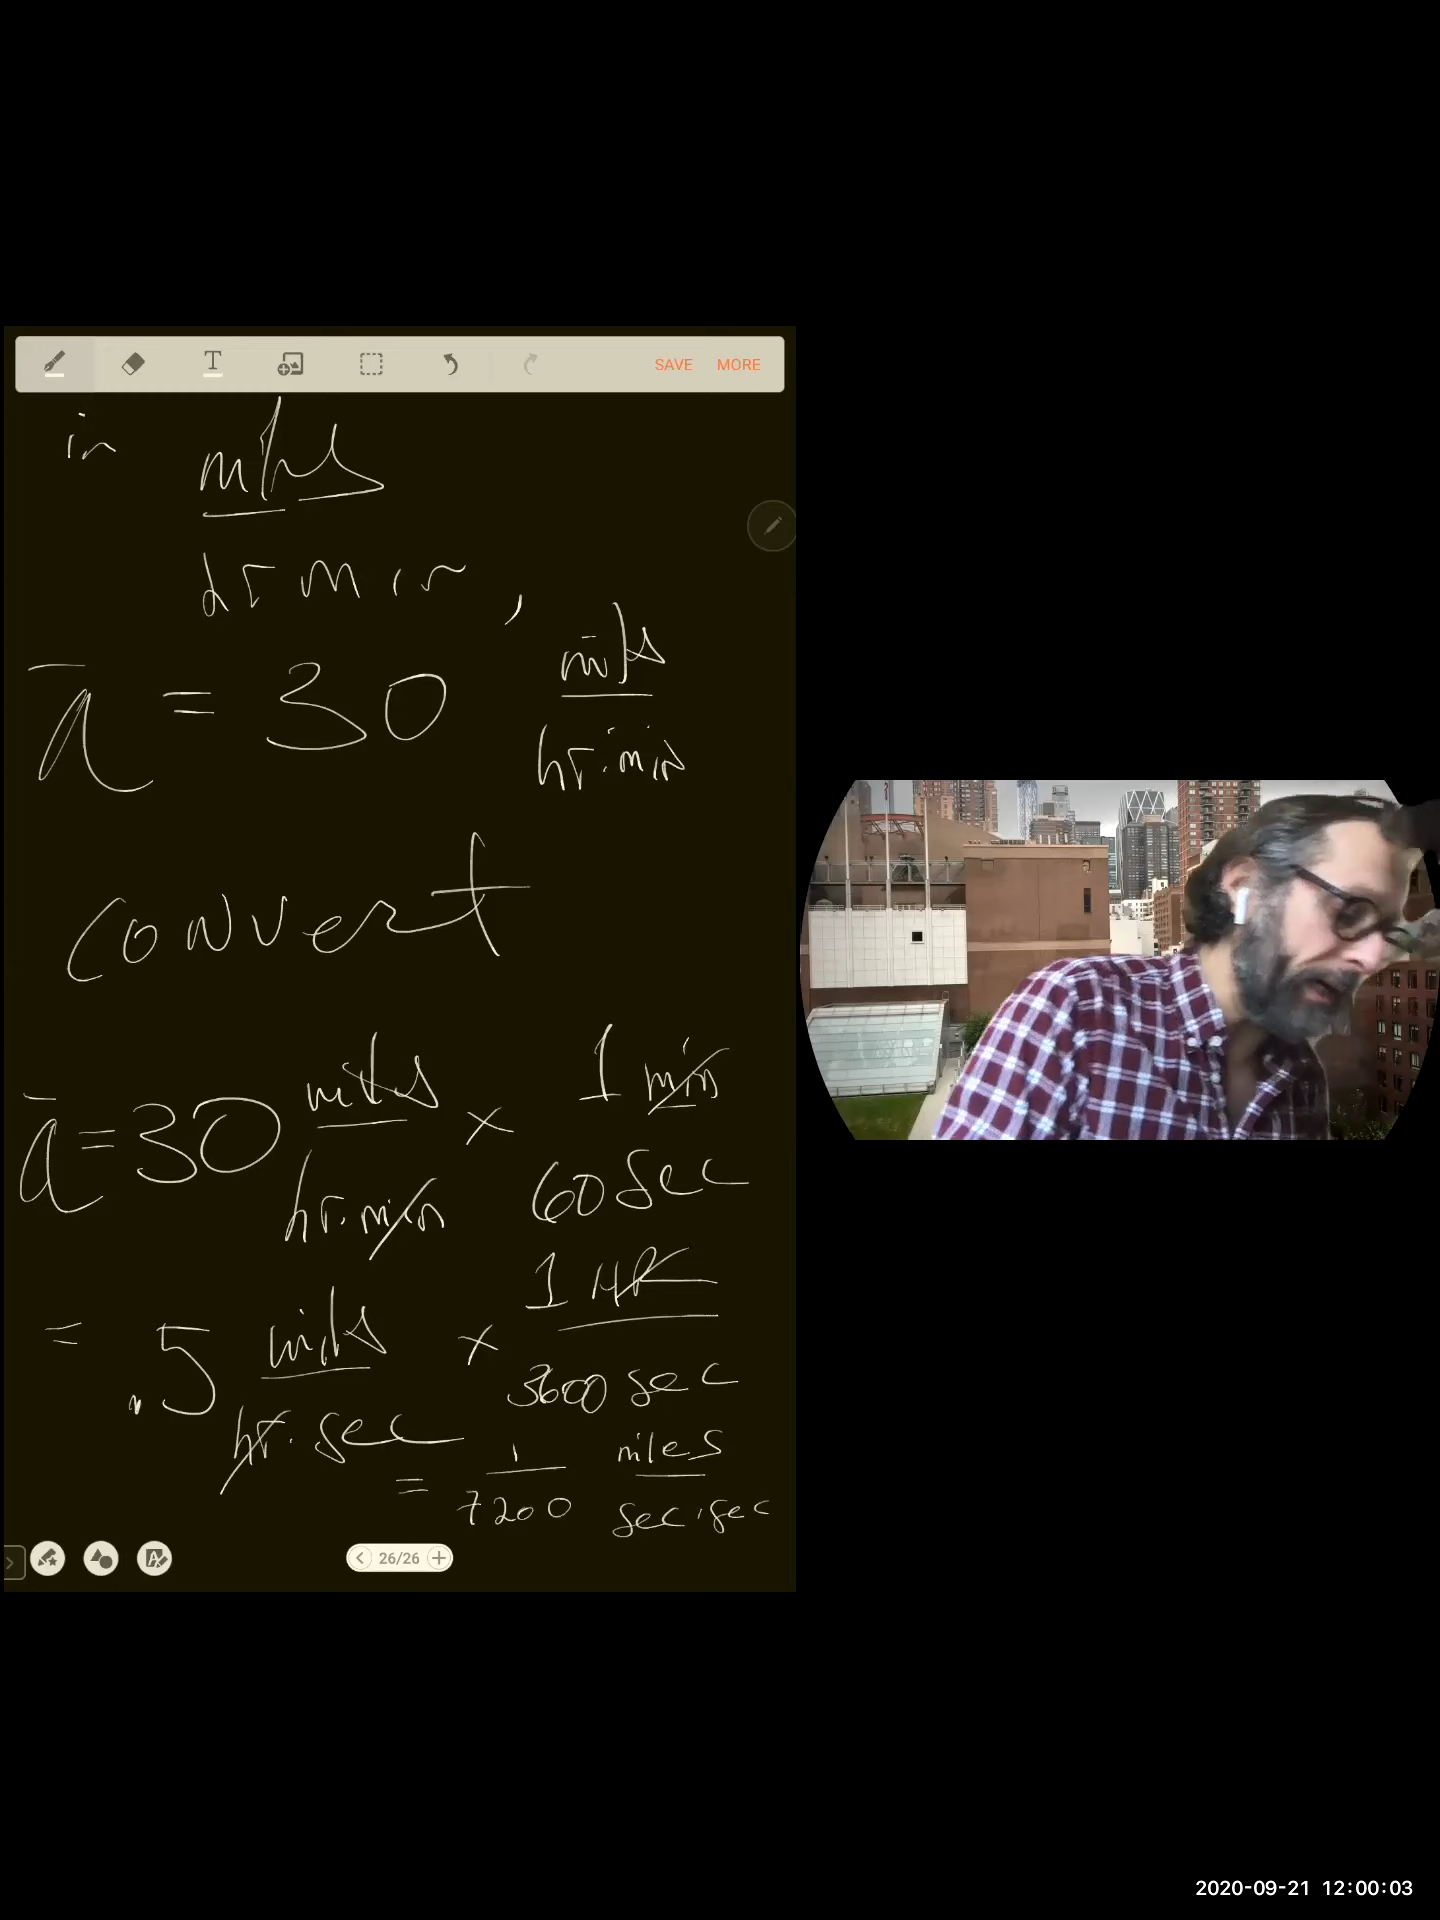 T
SAVE MORE
in miles
hr min ,
a = 30 miles
hr·min
convert
a = 30 miles × 1 min
hr·min 60 sec
= .5 miles × 1 HR
hr·sec 3600 sec
= 1 miles
7200 sec·sec
26/26
A
2020-09-21 12:00:03